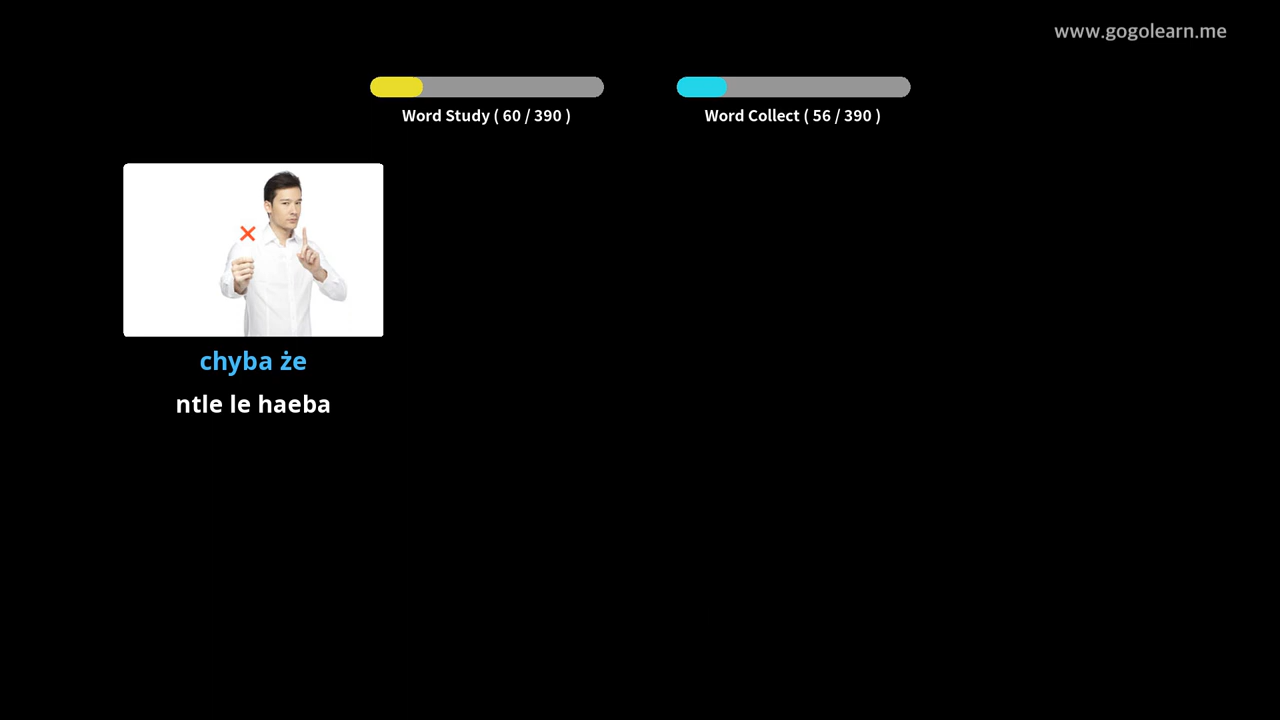 www.gogolearn.me
Word Study ( 60 / 390 )
Word Collect ( 56 / 390 )
chyba że
ntle le haeba